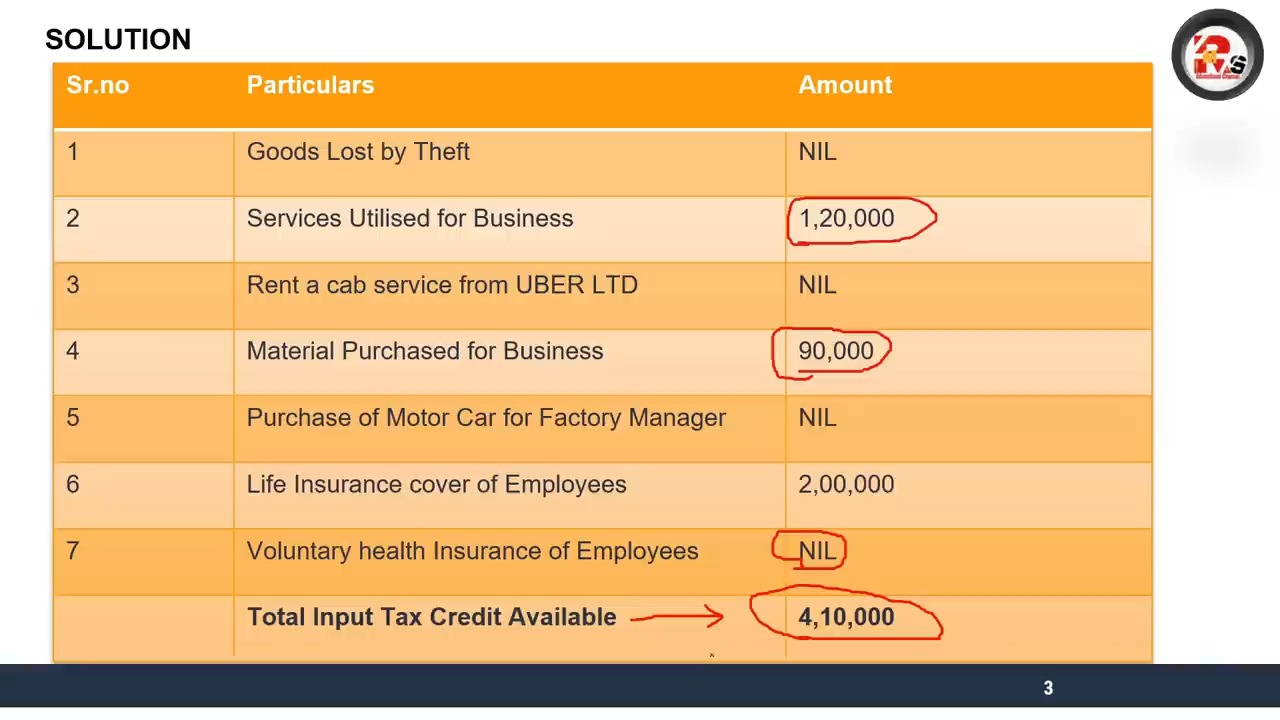 SOLUTION
Sr.no Particulars Amount
1 Goods Lost by Theft NIL
2 Services Utilised for Business 1,20,000
3 Rent a cab service from UBER LTD NIL
4 Material Purchased for Business 90,000
5 Purchase of Motor Car for Factory Manager NIL
6 Life Insurance cover of Employees 2,00,000
7 Voluntary health Insurance of Employees NIL
Total Input Tax Credit Available 4,10,000
3